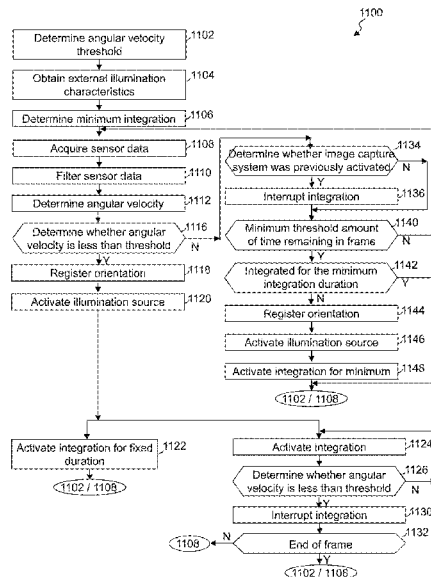 1100
Determine angular velocity
threshold
1102
Obtain external illumination
characteristics
1104
Determine minimum integration
1106
Acquire sensor data
1108
Filter sensor data
1110
Determine angular velocity
1112
Determine whether angular
velocity is less than threshold
1116
N
Y
Register orientation
1118
Activate illumination source
1120
Determine whether image capture
system was previously activated
1134
N
Y
Interrupt integration
1136
Minimum threshold amount
of time remaining in frame
1140
N
Y
Integrated for the minimum
integration duration
1142
Y
N
Register orientation
1144
Activate illumination source
1146
Activate integration for minimum
1148
1102 / 1108
Activate integration for fixed
duration
1122
1102 / 1108
Activate integration
1124
Determine whether angular
velocity is less than threshold
1126
N
Y
Interrupt integration
1130
End of frame
1132
N
1108
Y
1102 / 1108